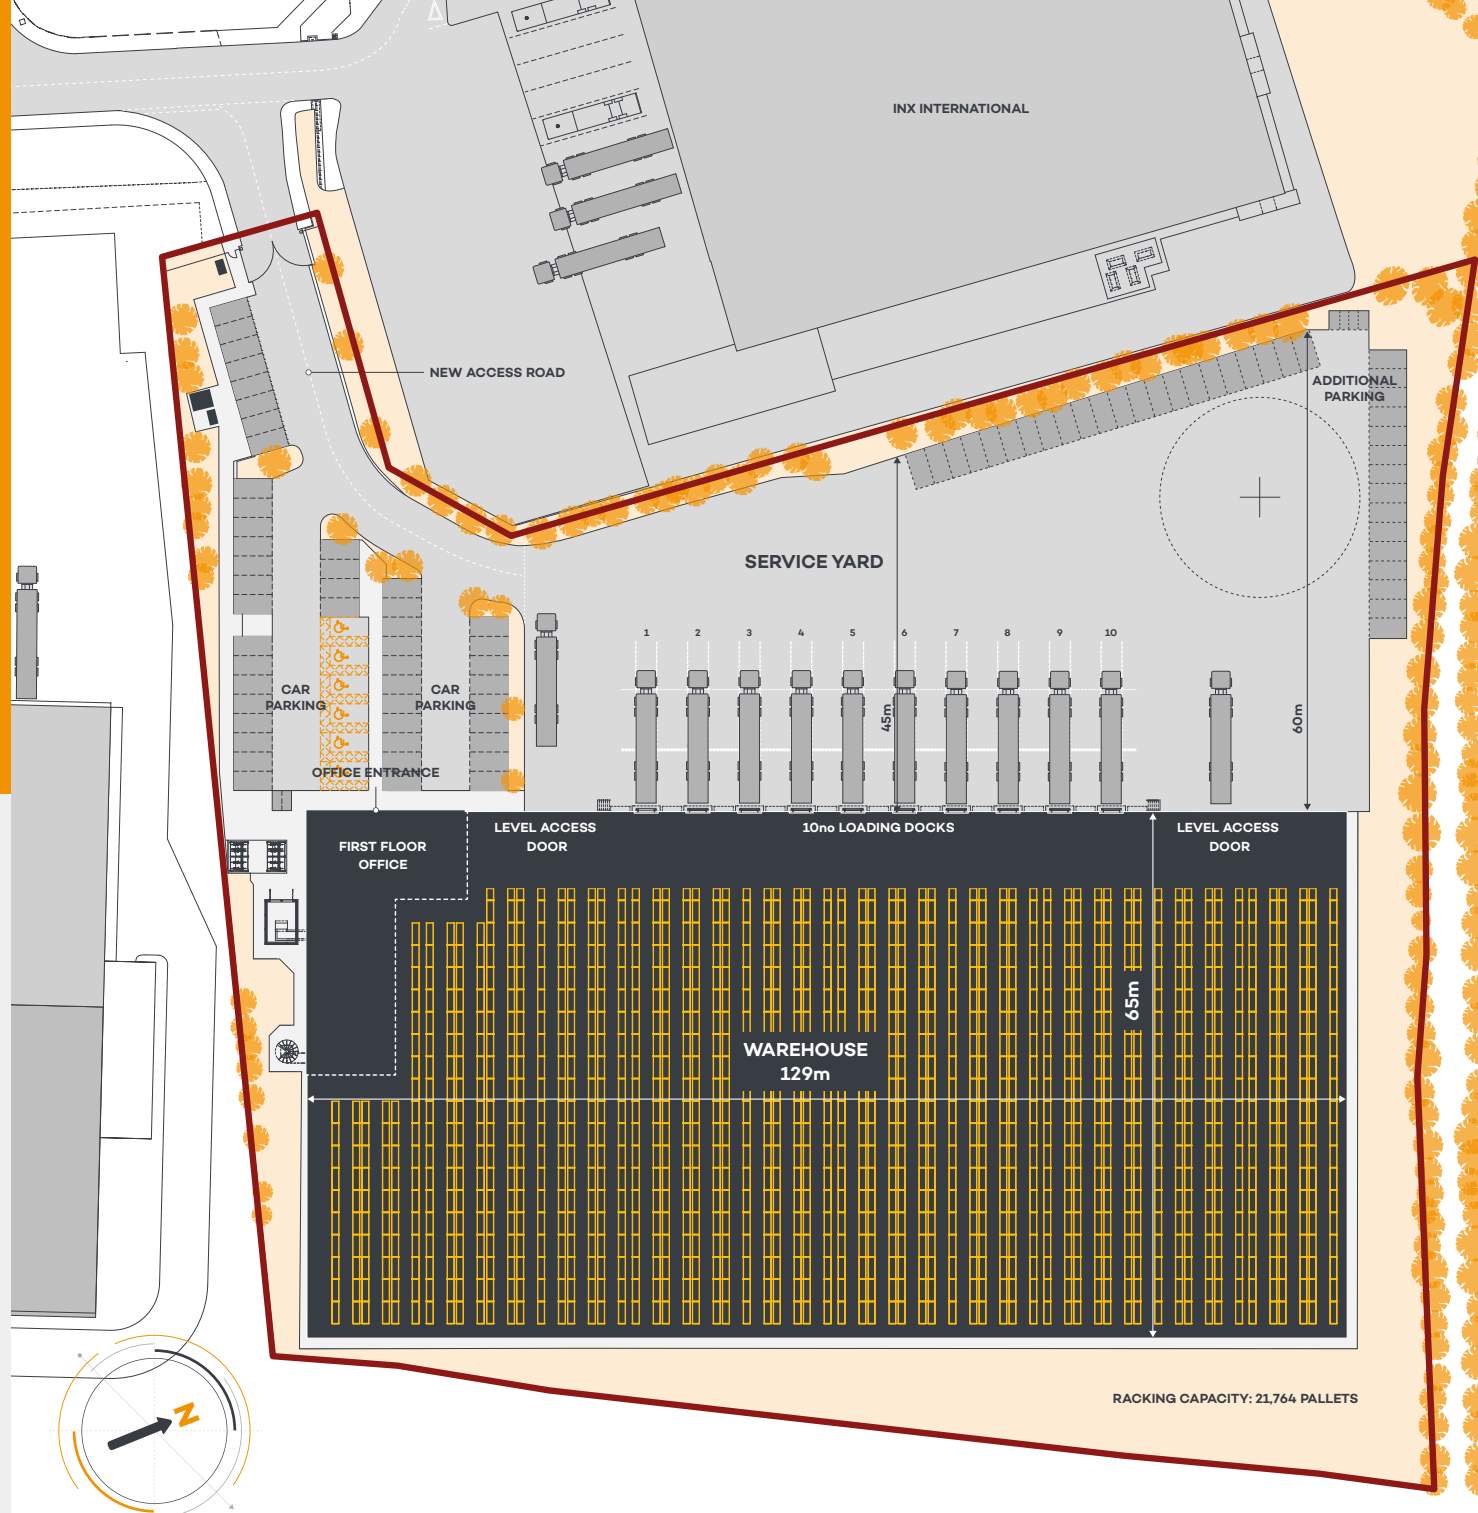 INX INTERNATIONAL
NEW ACCESS ROAD
ADDITIONAL
PARKING
SERVICE YARD
1 2 3 4 5 6 7 8 9 10
CAR
PARKING
CAR
PARKING
45m
60m
OFFICE ENTRANCE
LEVEL ACCESS
DOOR
10no LOADING DOCKS
LEVEL ACCESS
DOOR
FIRST FLOOR
OFFICE
65m
WAREHOUSE
129m
RACKING CAPACITY: 21,764 PALLETS
N